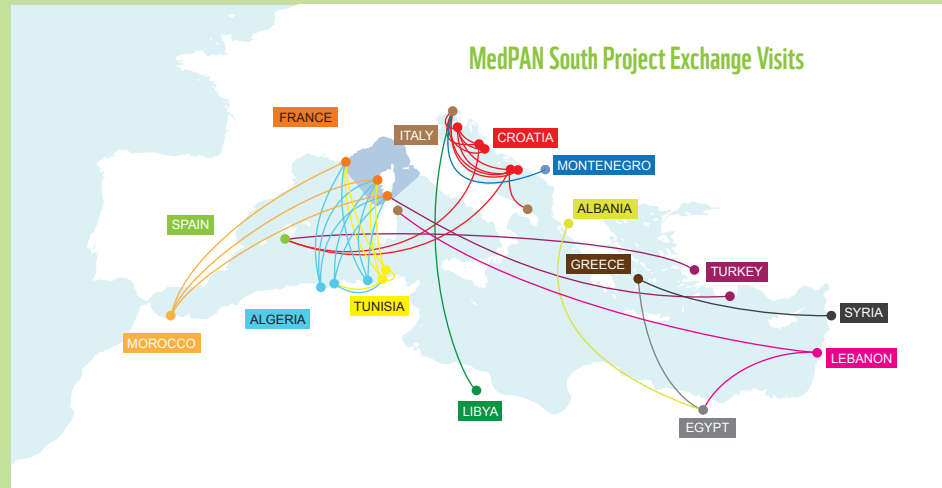 MedPAN South Project Exchange Visits
FRANCE
ITALY
CROATIA
MONTENEGRO
SPAIN
ALBANIA
GREECE
TURKEY
TUNISIA
ALGERIA
SYRIA
MOROCCO
LEBANON
LIBYA
EGYPT